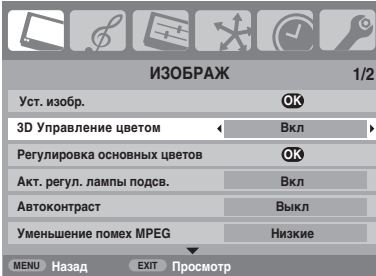 ИЗОБРАЖ 1/2
Уст. изобр. OK
3D Управление цветом Вкл
Регулировка основных цветов OK
Акт. регул. лампы подсв. Вкл
Автоконтраст Выкл
Уменьшение помех MPEG Низкие
MENU Назад EXIT Просмотр